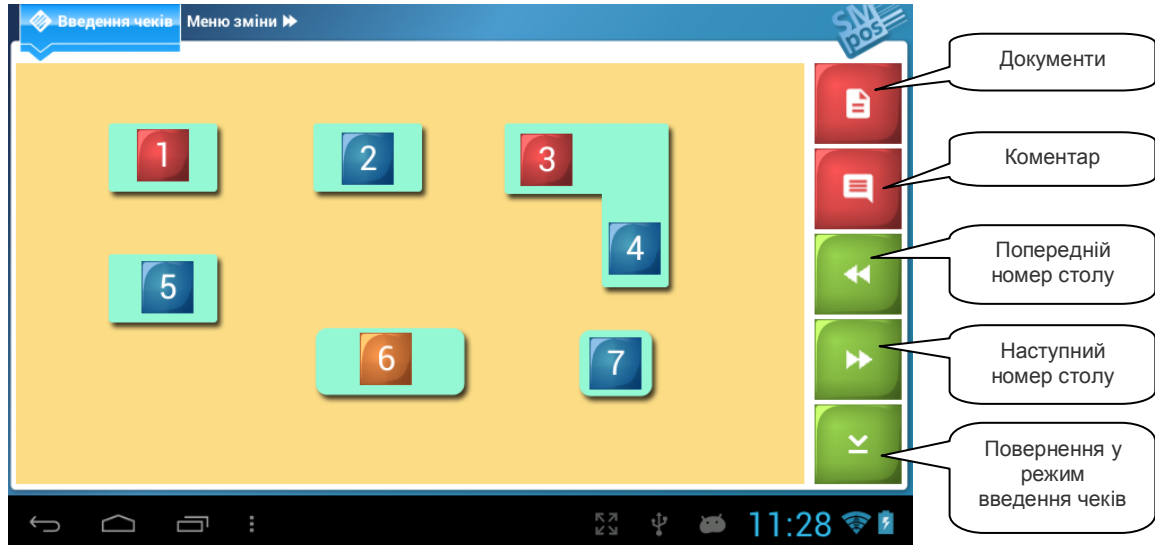 Введення чеків Меню зміни
SM
pos
1 2 3
4
5
6 7
11:28
Документи
Коментар
Попередній
номер столу
Наступний
номер столу
Повернення у
режим
введення чеків